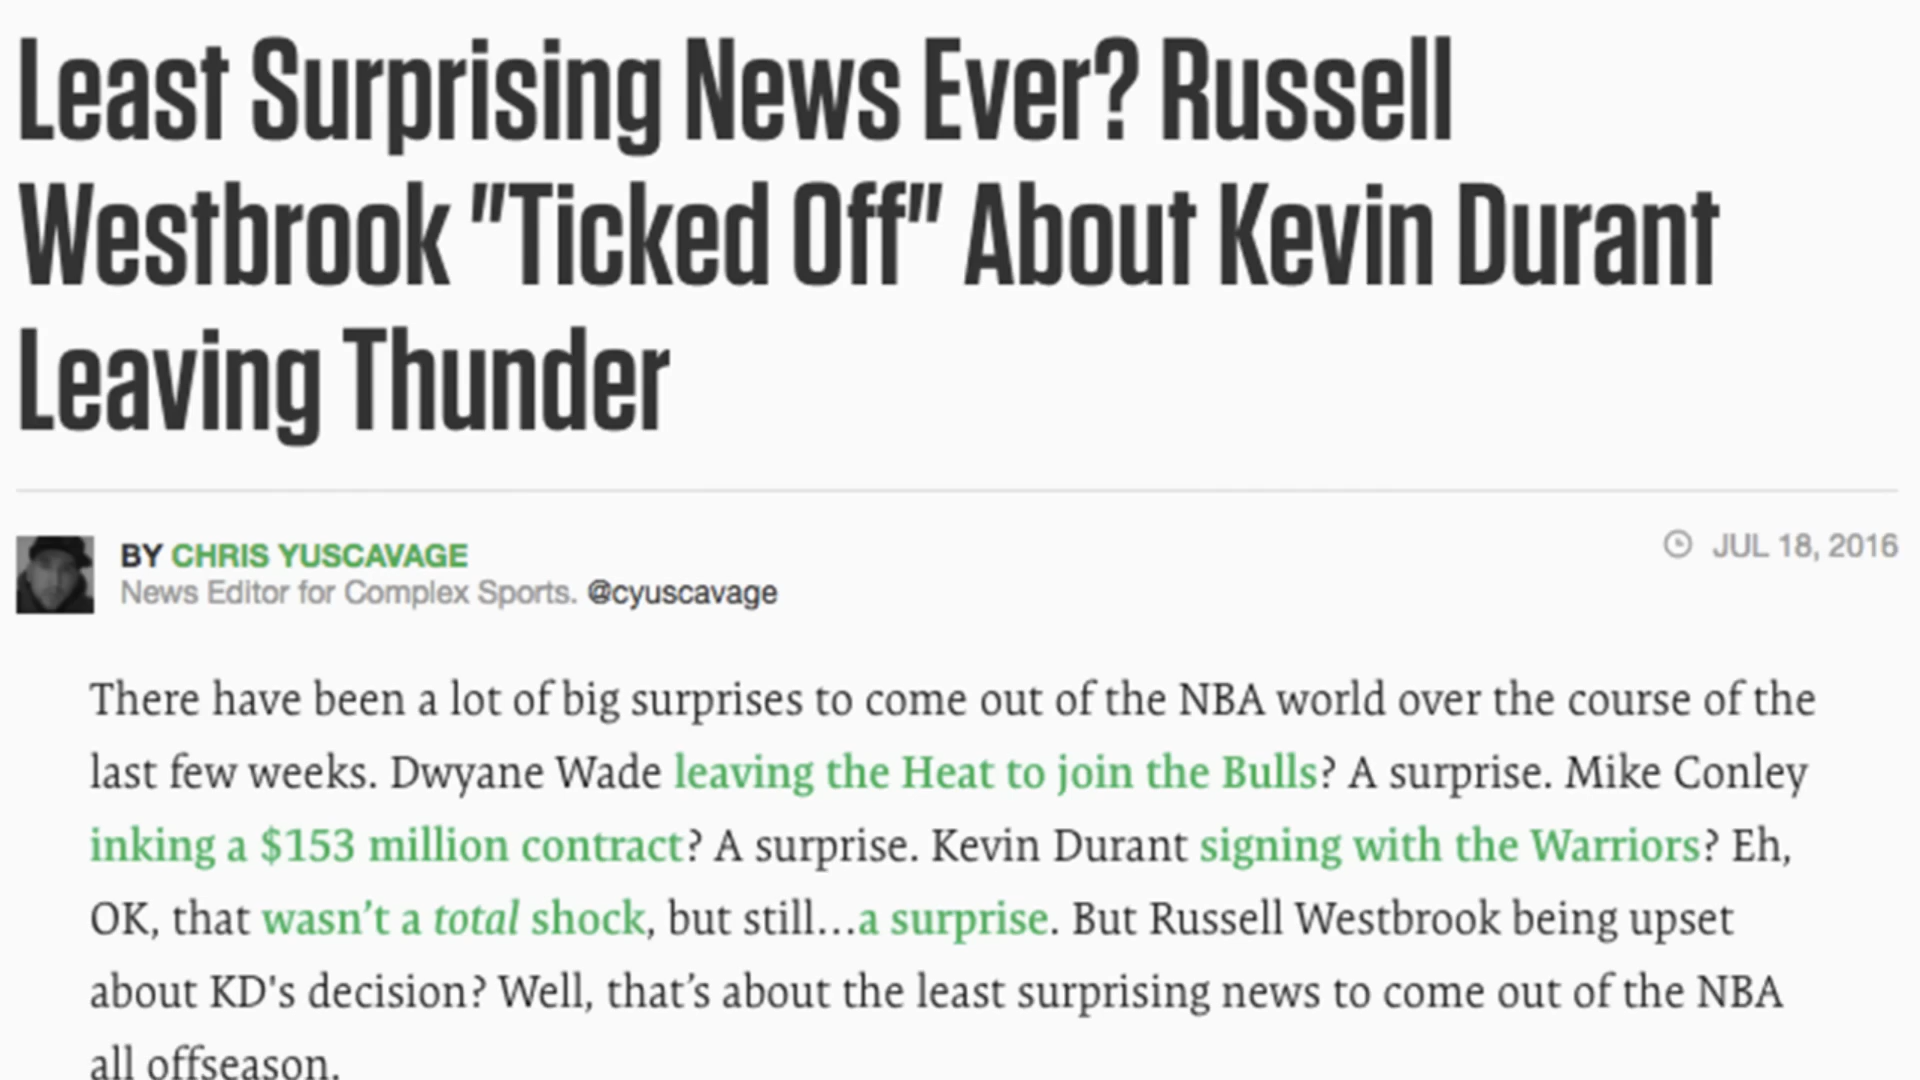 Least Surprising News Ever? Russell
Westbrook "Ticked Off" About Kevin Durant
Leaving Thunder
BY CHRIS YUSCAVAGE
JUL 18, 2016
News Editor for Complex Sports. @cyuscavage
There have been a lot of big surprises to come out of the NBA world over the course of the
last few weeks. Dwyane Wade leaving the Heat to join the Bulls? A surprise. Mike Conley
inking a $153 million contract? A surprise. Kevin Durant signing with the Warriors? Eh,
OK, that wasn’t a total shock, but still...a surprise. But Russell Westbrook being upset
about KD's decision? Well, that’s about the least surprising news to come out of the NBA
all offseason.